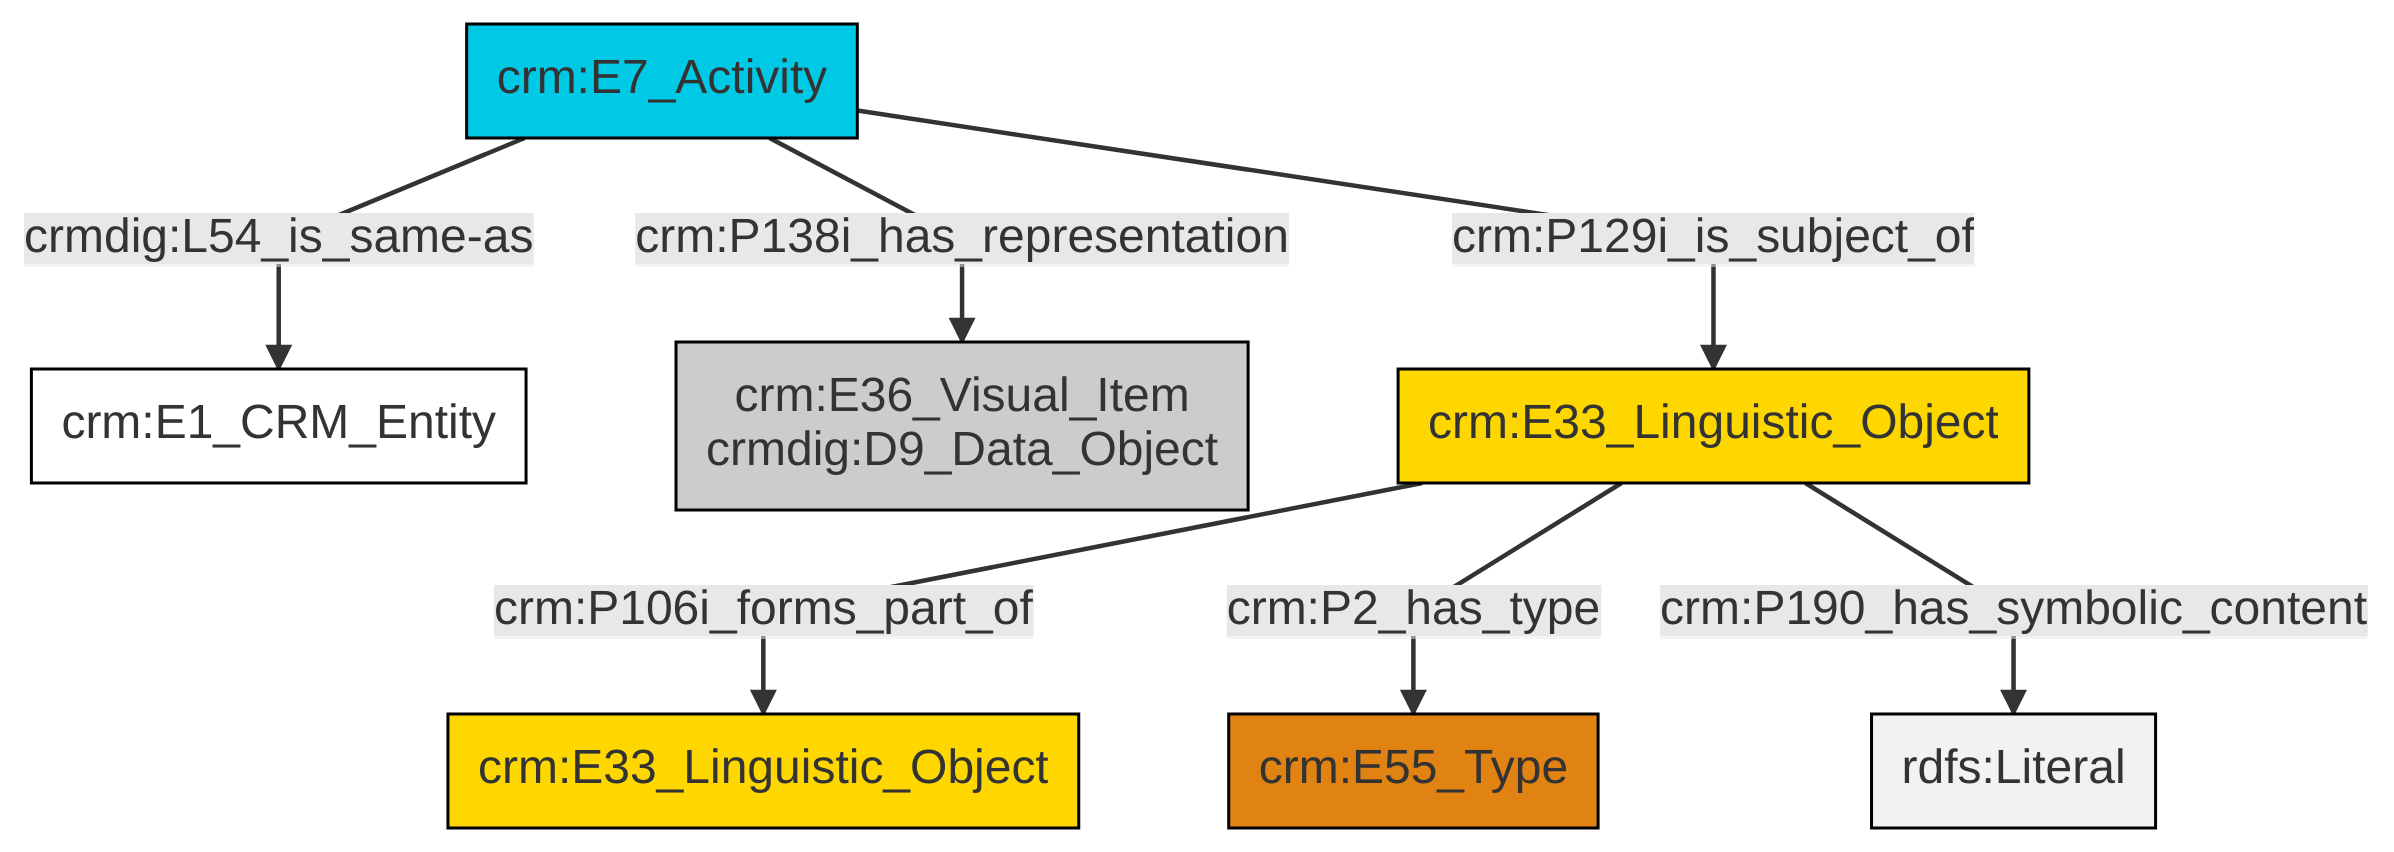 crm:E7_Activity
crmdig:L54_is_same-as
crm:P138i_has_representation
crm:P129i_is_subject_of
crm:E1_CRM_Entity
crm:E36_Visual_Item
crmdig:D9_Data_Object
crm:E33_Linguistic_Object
crm:P106i_forms_part_of
crm:P2_has_type
crm:P190_has_symbolic_content
crm:E33_Linguistic_Object
crm:E55_Type
rdfs:Literal